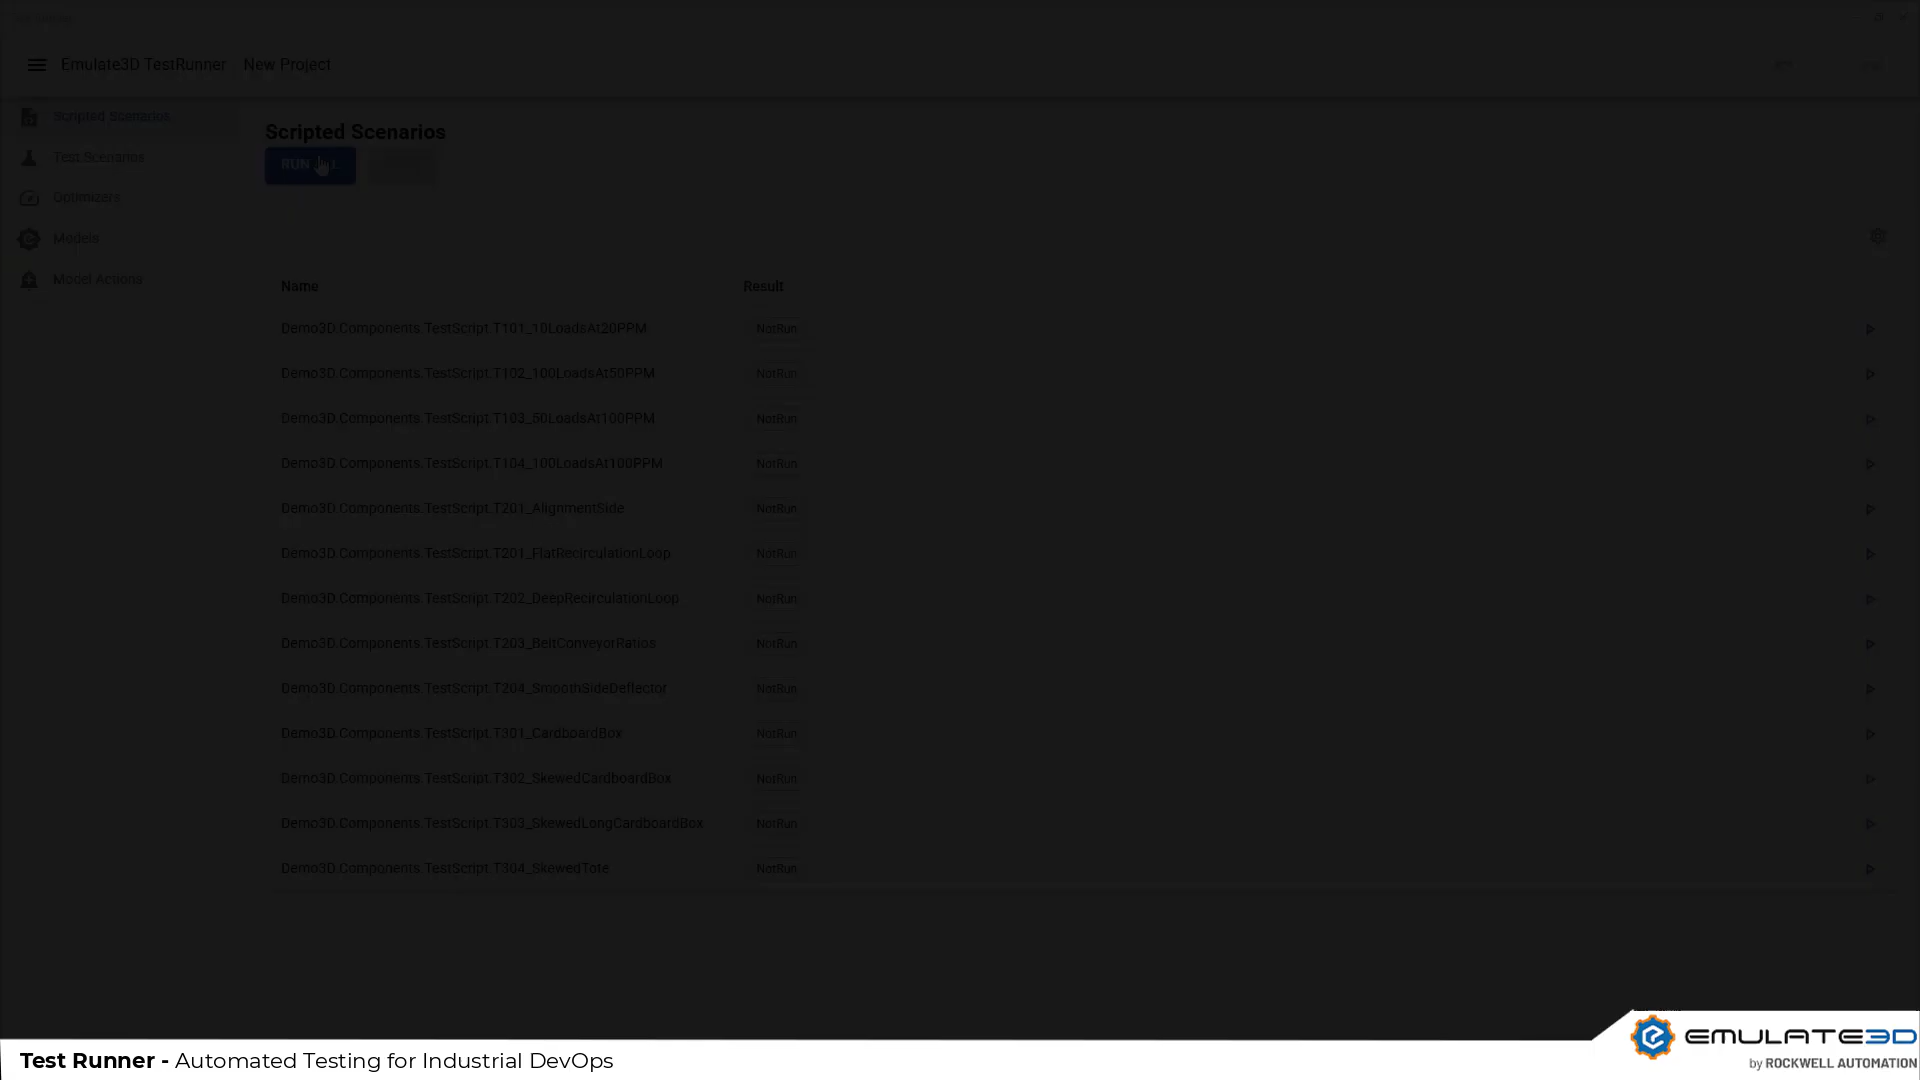 Emulate3D TestRunner New Project
Scripted Scenarios
Test Scenarios
Optimizers
Models
Model Actions
Scripted Scenarios
RUN
Name Result
Demo3D.Components.TestScript.T101_10LoadsAt20PPM NotRun
Demo3D.Components.TestScript.T102_100LoadsAt50PPM NotRun
Demo3D.Components.TestScript.T103_50LoadsAt100PPM NotRun
Demo3D.Components.TestScript.T104_100LoadsAt100PPM NotRun
Demo3D.Components.TestScript.T201_AlignmentSide NotRun
Demo3D.Components.TestScript.T201_FlatRecirculationLoop NotRun
Demo3D.Components.TestScript.T202_DeepRecirculationLoop NotRun
Demo3D.Components.TestScript.T203_BeltConveyorRatios NotRun
Demo3D.Components.TestScript.T204_SmoothSideDeflector NotRun
Demo3D.Components.TestScript.T301_CardboardBox NotRun
Demo3D.Components.TestScript.T302_SkewedCardboardBox NotRun
Demo3D.Components.TestScript.T303_SkewedLongCardboardBox NotRun
Demo3D.Components.TestScript.T304_SkewedTote NotRun
Test Runner - Automated Testing for Industrial DevOps
EMULATE3D
by ROCKWELL AUTOMATION